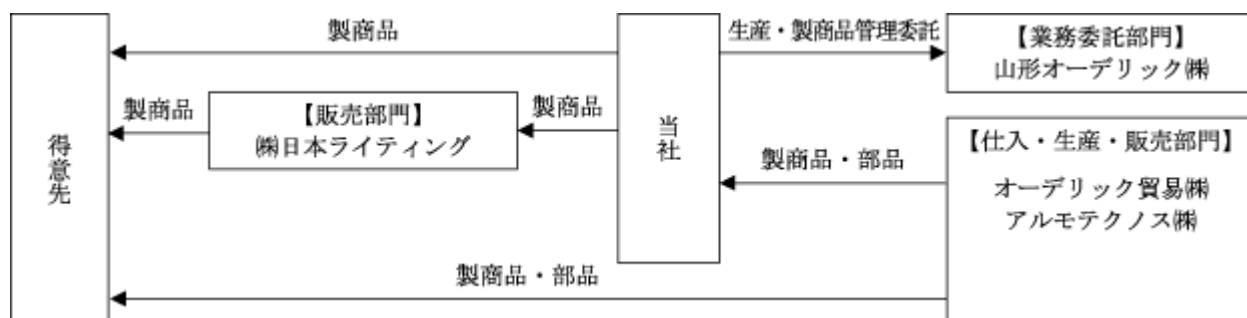 製商品
生産・製商品管理委託
【業務委託部門】
山形オーデリック㈱
製商品
【販売部門】
㈱日本ライティング
製商品
当社
得意先
【仕入・生産・販売部門】
オーデリック貿易㈱
アルモテクノス㈱
製商品・部品
製商品・部品